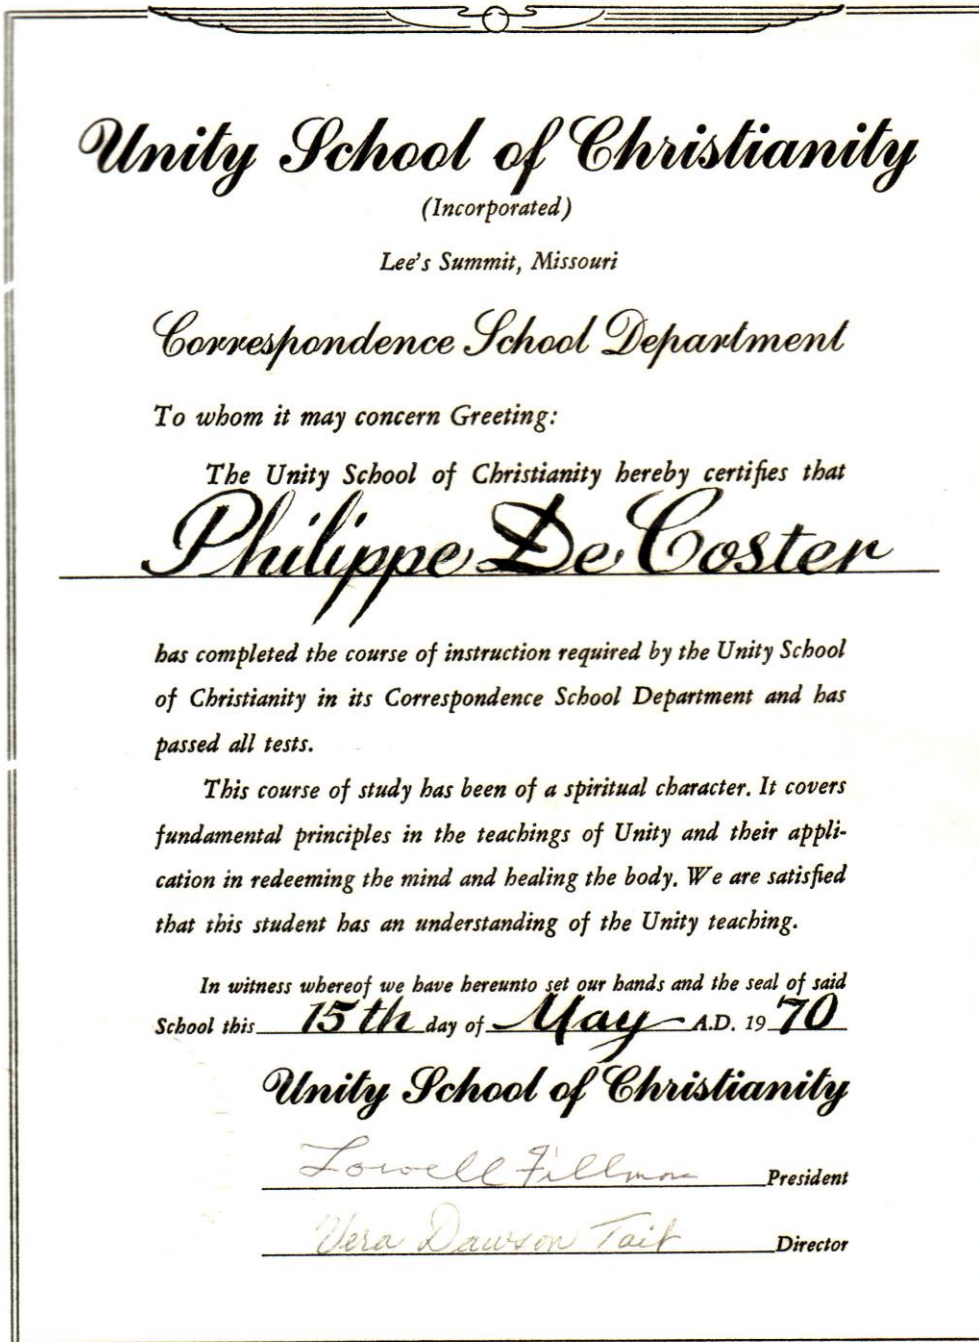 Unity School of Christianity
(Incorporated)
Lee's Summit, Missouri
Correspondence School Department
To whom it may concern Greeting:
The Unity School of Christianity hereby certifies that
Philippe De Coster
has completed the course of instruction required by the Unity School
of Christianity in its Correspondence School Department and has
passed all tests.
This course of study has been of a spiritual character. It covers
fundamental principles in the teachings of Unity and their appli-
cation in redeeming the mind and healing the body. We are satisfied
that this student has an understanding of the Unity teaching.
In witness whereof we have hereunto set our hands and the seal of said
School this 15th day of May A.D. 19 70
Unity School of Christianity
Lowell Fillmore President
Vera Dawson Tait Director